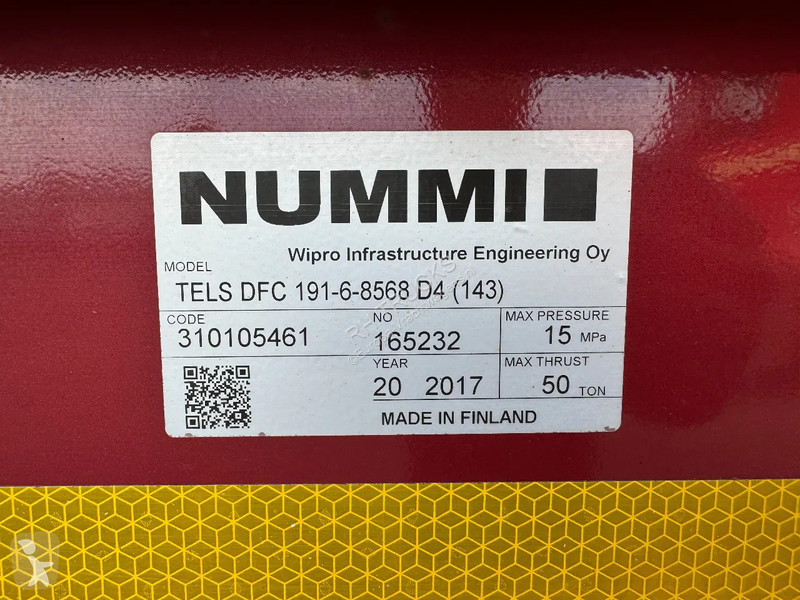 NUMMI
Wipro Infrastructure Engineering Oy
MODEL
TELS DFC 191-6-8568 D4 (143)
CODE
310105461
NO
165232
MAX PRESSURE
15 MPa
YEAR
20 2017
MAX THRUST
50 TON
MADE IN FINLAND